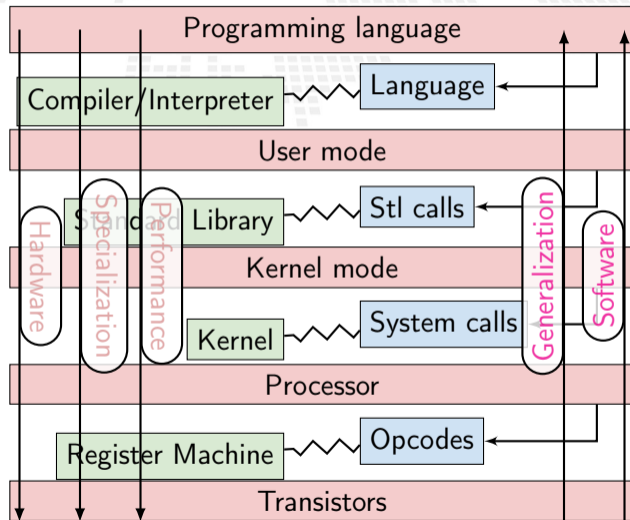 Programming language
Compiler/Interpreter
Language
User mode
Standard Library
Stl calls
Kernel mode
Kernel
System calls
Processor
Register Machine
Opcodes
Transistors
Hardware
Specialization
Performance
Generalization
Software